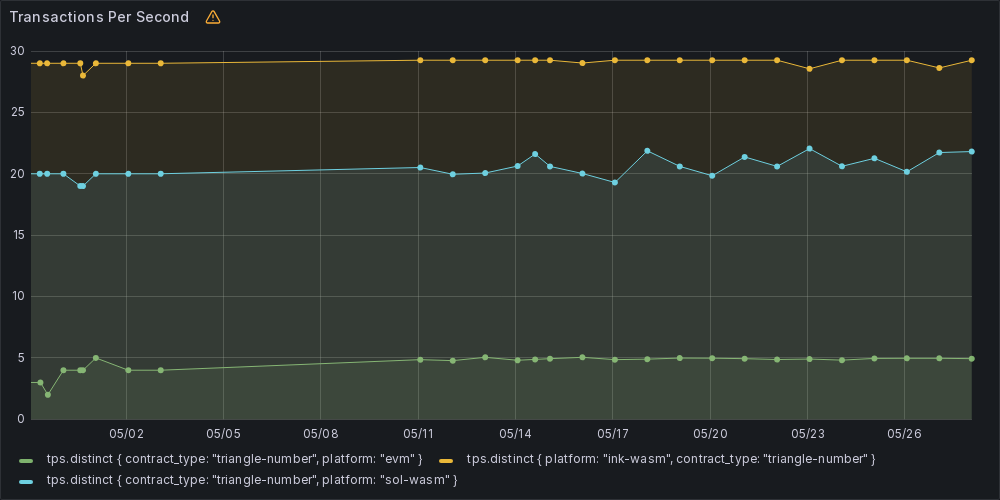 Transactions Per Second
30
25
20
15
10
5
0
05/02 05/05 05/08 05/11 05/14 05/17 05/20 05/23 05/26
tps.distinct { contract_type: "triangle-number", platform: "evm" } tps.distinct { platform: "ink-wasm", contract_type: "triangle-number" }
tps.distinct { contract_type: "triangle-number", platform: "sol-wasm" }